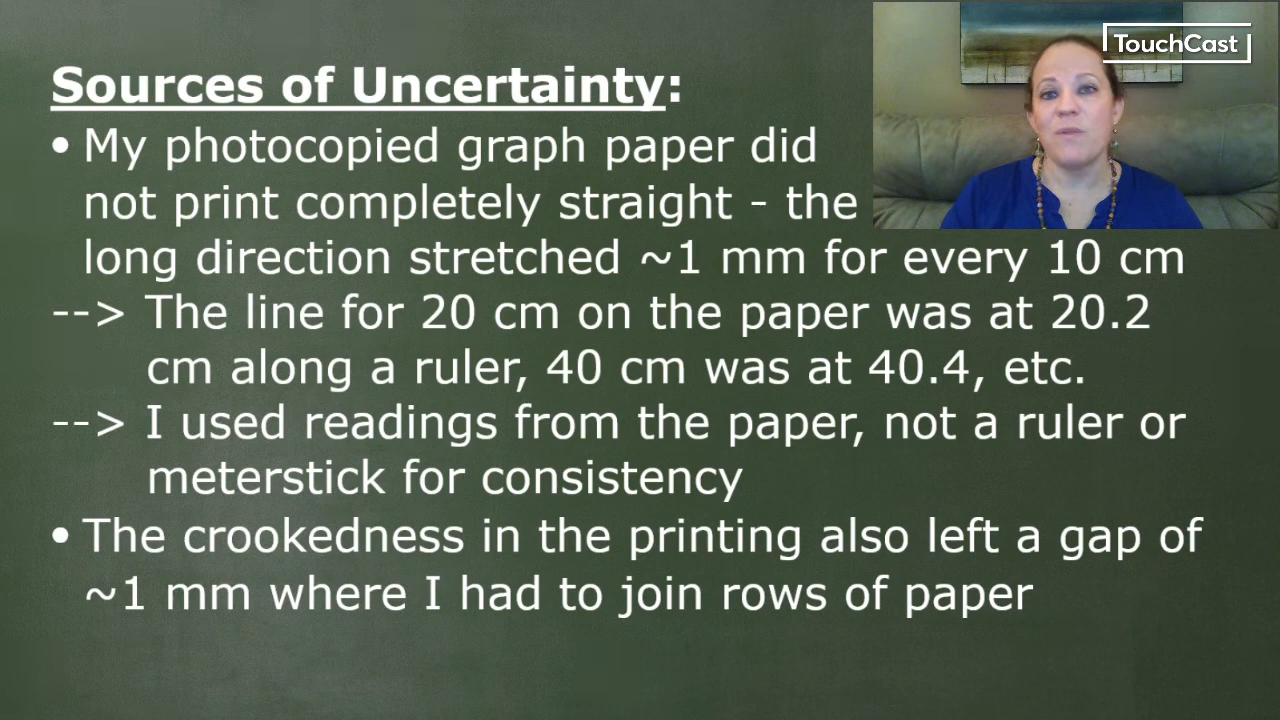 TouchCast
Sources of Uncertainty:
• My photocopied graph paper did
not print completely straight - the
long direction stretched ~1 mm for every 10 cm
--> The line for 20 cm on the paper was at 20.2
cm along a ruler, 40 cm was at 40.4, etc.
--> I used readings from the paper, not a ruler or
meterstick for consistency
• The crookedness in the printing also left a gap of
~1 mm where I had to join rows of paper